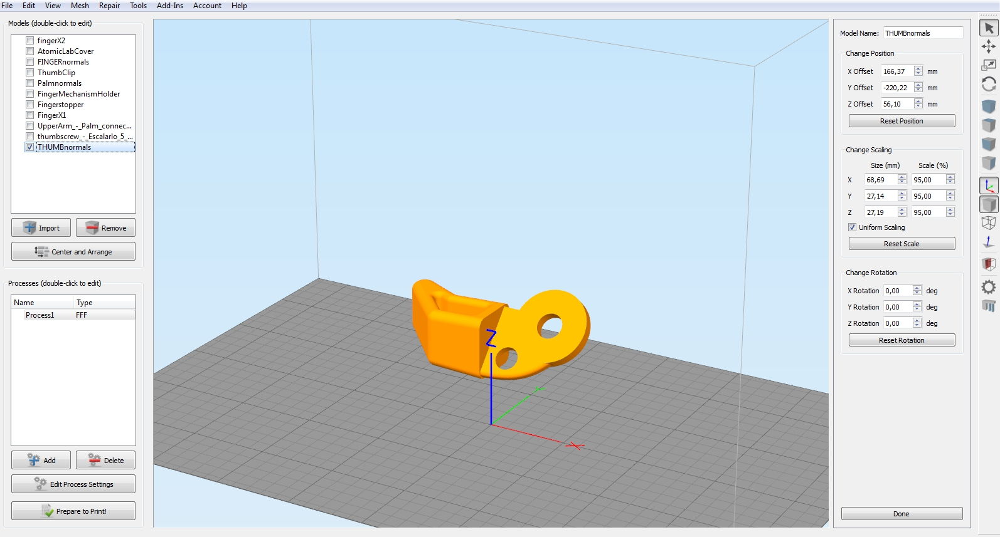 File Edit View Mesh Repair Tools Add-Ins Account Help
Models (double-click to edit)
fingerX2
AtomicLabCover
FINGERnormals
ThumbClip
Palmnormals
FingerMechanismHolder
Fingerstopper
FingerX1
UpperArm_-_Palm_connec...
thumbscrew_-_Escalarlo_5_...
THUMBnormals
Import Remove
Center and Arrange
Processes (double-click to edit)
Name Type
Process1 FFF
Add Delete
Edit Process Settings
Prepare to Print!
Z
Y
X
Model Name: THUMBnormals
Change Position
X Offset 166,37 mm
Y Offset -220,22 mm
Z Offset 56,10 mm
Reset Position
Change Scaling
Size (mm) Scale (%)
X 68,69 95,00
Y 27,14 95,00
Z 27,19 95,00
Uniform Scaling
Reset Scale
Change Rotation
X Rotation 0,00 deg
Y Rotation 0,00 deg
Z Rotation 0,00 deg
Reset Rotation
Done